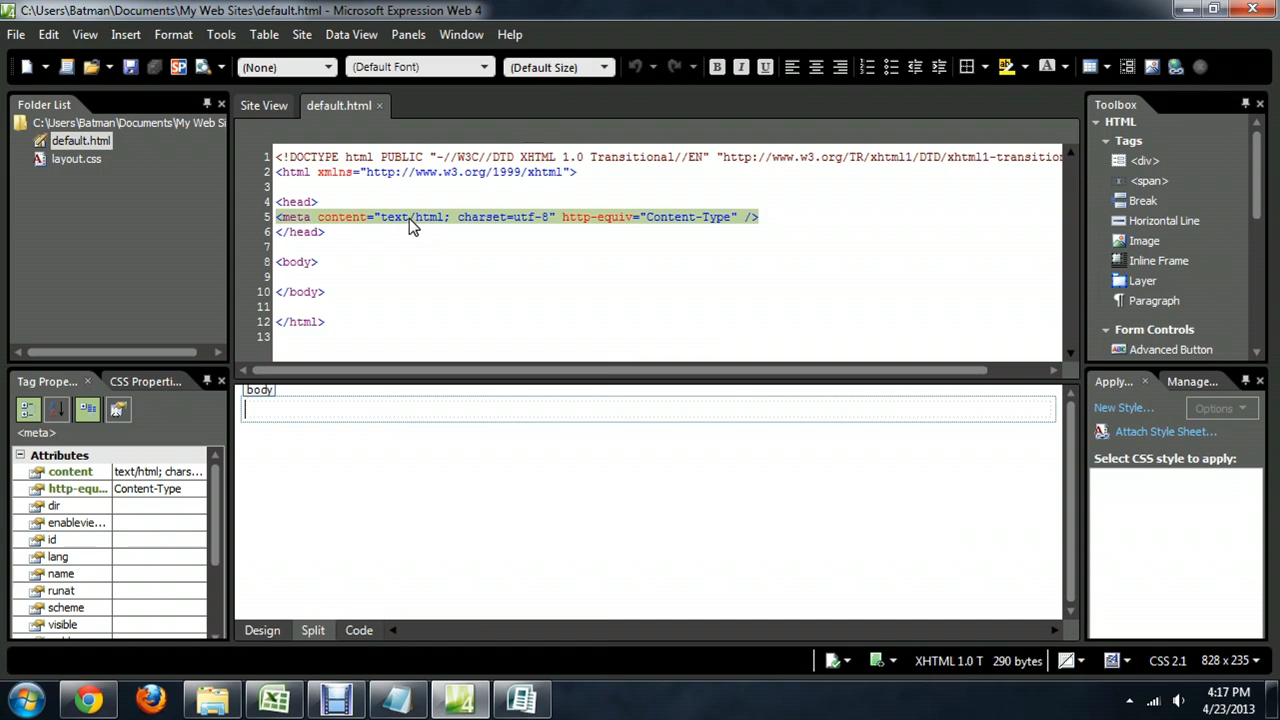 C:\Users\Batman\Documents\My Web Sites\default.html - Microsoft Expression Web 4
File Edit View Insert Format Tools Table Site Data View Panels Window Help
(None) (Default Font) (Default Size) B I U A
Folder List
C:\Users\Batman\Documents\My Web Si
default.html
layout.css
Site View default.html
1 <!DOCTYPE html PUBLIC "-//W3C//DTD XHTML 1.0 Transitional//EN" "http://www.w3.org/TR/xhtml1/DTD/xhtml1-transition
2 <html xmlns="http://www.w3.org/1999/xhtml">
3
4 <head>
5 <meta content="text/html; charset=utf-8" http-equiv="Content-Type" />
6 </head>
7
8 <body>
9
10 </body>
11
12 </html>
13
Toolbox
HTML
Tags
<div>
<span>
Break
Horizontal Line
Image
Inline Frame
Layer
Paragraph
Form Controls
Advanced Button
Tag Prope... CSS Properti...
<meta>
Attributes
content text/html; chars...
http-equ... Content-Type
dir
enablevie...
id
lang
name
runat
scheme
visible
body
Design Split Code
Apply... Manage...
New Style... Options
Attach Style Sheet...
Select CSS style to apply:
XHTML 1.0 T 290 bytes CSS 2.1 828 x 235
4:17 PM
4/23/2013